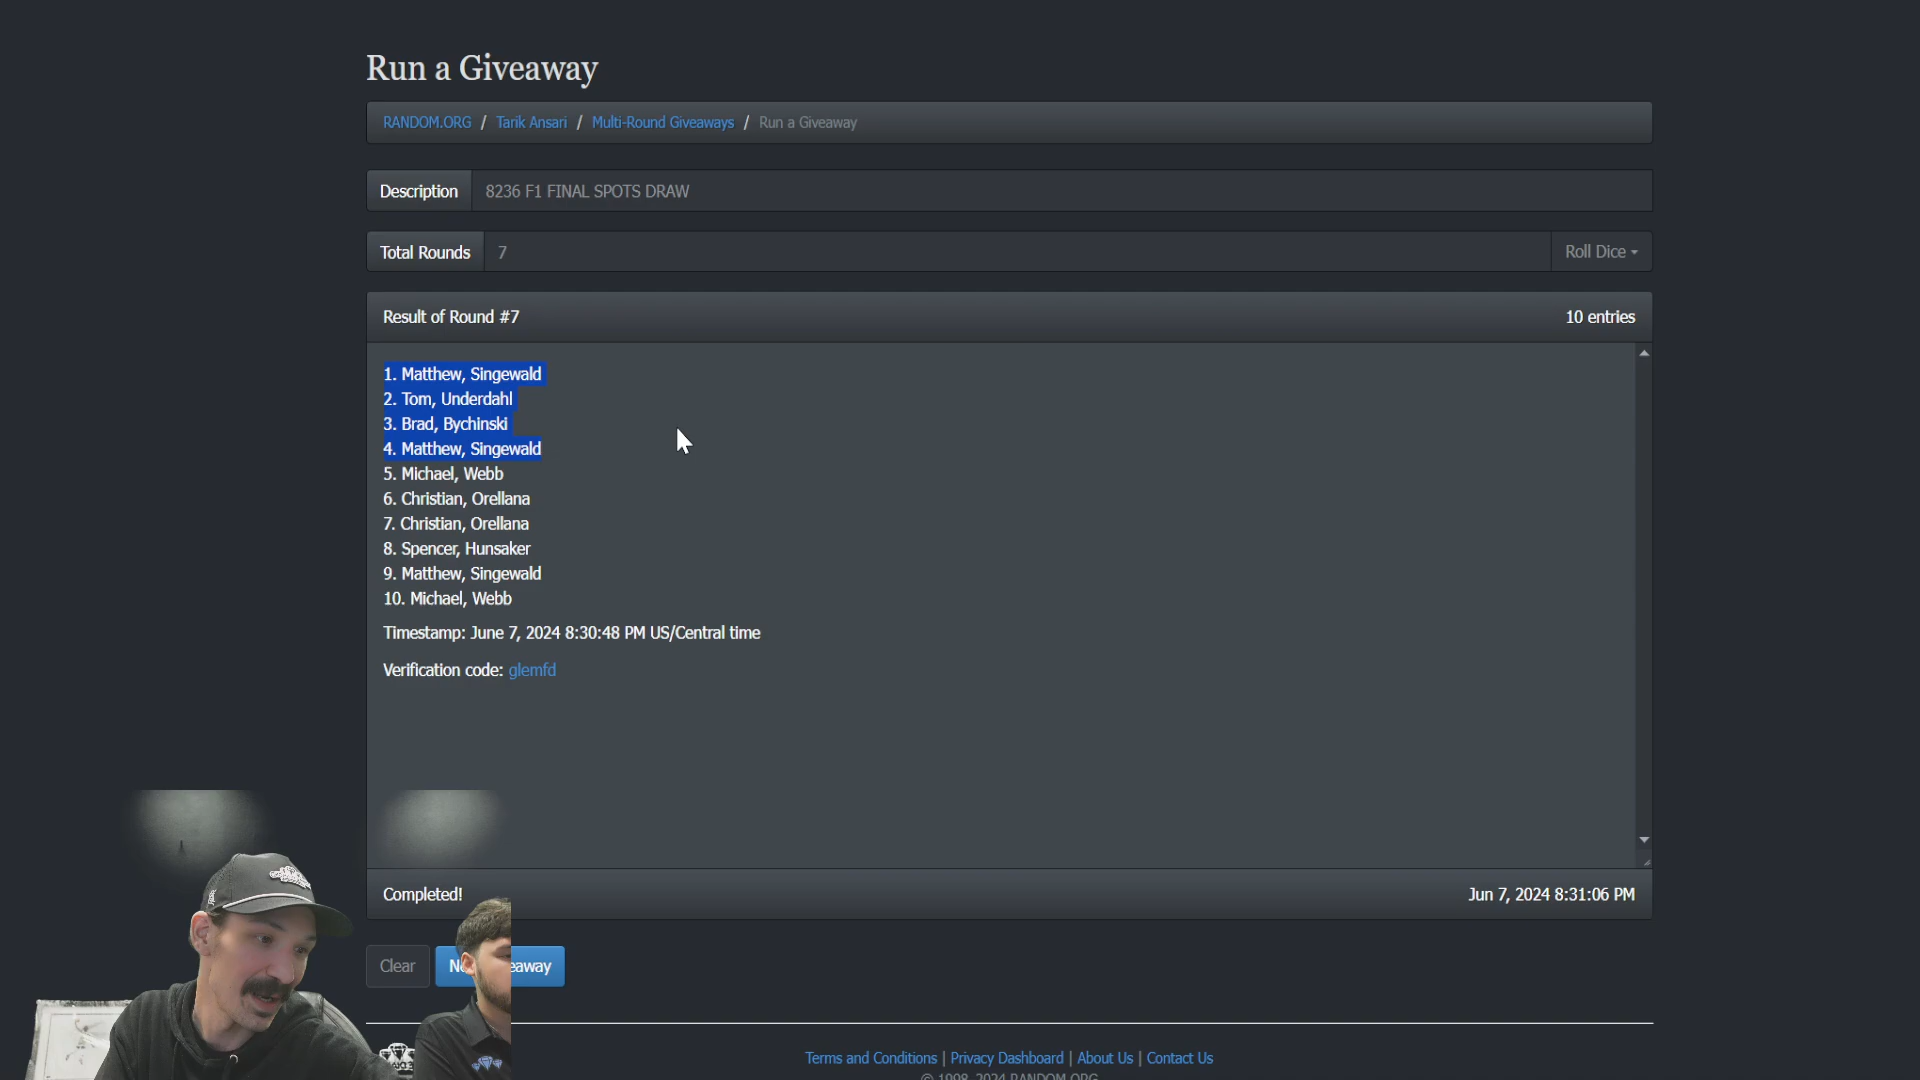 Run a Giveaway
RANDOM.ORG / Tarik Ansari / Multi-Round Giveaways / Run a Giveaway
Description 8236 F1 FINAL SPOTS DRAW
Total Rounds 7 Roll Dice
Result of Round #7 10 entries
1. Matthew, Singewald
2. Tom, Underdahl
3. Brad, Bychinski
4. Matthew, Singewald
5. Michael, Webb
6. Christian, Orellana
7. Christian, Orellana
8. Spencer, Hunsaker
9. Matthew, Singewald
10. Michael, Webb
Timestamp: June 7, 2024 8:30:48 PM US/Central time
Verification code: glemfd
Completed! Jun 7, 2024 8:31:06 PM
Clear
Terms and Conditions | Privacy Dashboard | About Us | Contact Us
© 1998-2024 RANDOM.ORG